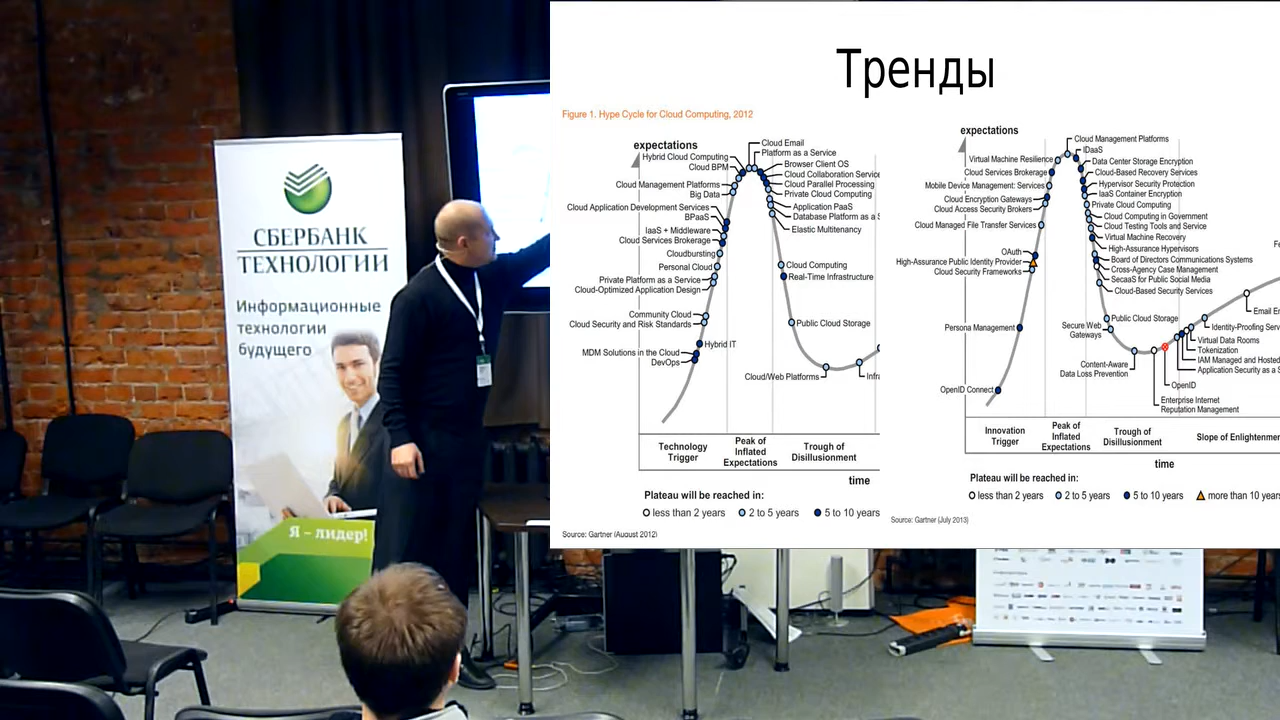 СБЕРБАНК
ТЕХНОЛОГИИ
Информационные
технологии
будущего
Я – лидер!
Тренды
Figure 1. Hype Cycle for Cloud Computing, 2012
expectations
Cloud Email
Platform as a Service
Hybrid Cloud Computing
Cloud BPM
Browser Client OS
Cloud Collaboration Service
Cloud Parallel Processing
Private Cloud Computing
Cloud Management Platforms
Big Data
Application PaaS
Database Platform as a S
Elastic Multitenancy
Cloud Application Development Services
BPaaS
IaaS + Middleware
Cloud Services Brokerage
Cloudbursting
Personal Cloud
Private Platform as a Service
Cloud-Optimized Application Design
Cloud Computing
Real-Time Infrastructure
Community Cloud
Cloud Security and Risk Standards
Public Cloud Storage
Hybrid IT
MDM Solutions in the Cloud
DevOps
Cloud/Web Platforms
Infra
Technology
Trigger
Peak of
Inflated
Expectations
Trough of
Disillusionment
time
Plateau will be reached in:
less than 2 years
2 to 5 years
5 to 10 years
Source: Gartner (August 2012)
expectations
Cloud Management Platforms
IDaaS
Virtual Machine Resilience
Data Center Storage Encryption
Cloud Services Brokerage
Cloud-Based Recovery Services
Mobile Device Management: Services
Hypervisor Security Protection
IaaS Container Encryption
Cloud Encryption Gateways
Cloud Access Security Brokers
Private Cloud Computing
Cloud Computing in Government
Cloud Managed File Transfer Services
Cloud Testing Tools and Service
Virtual Machine Recovery
High-Assurance Hypervisors
OAuth
High-Assurance Public Identity Provider
Cloud Security Frameworks
Board of Directors Communications Systems
Cross-Agency Case Management
SecaaS for Public Social Media
Cloud-Based Security Services
Fe
Persona Management
Public Cloud Storage
Secure Web
Gateways
Email En
Identity-Proofing Serv
Virtual Data Rooms
Tokenization
IAM Managed and Hosted
Application Security as a S
Content-Aware
Data Loss Prevention
OpenID
Enterprise Internet
Reputation Management
OpenID Connect
Innovation
Trigger
Peak of
Inflated
Expectations
Trough of
Disillusionment
Slope of Enlightenmen
time
Plateau will be reached in:
less than 2 years
2 to 5 years
5 to 10 years
more than 10 years
Source: Gartner (July 2013)